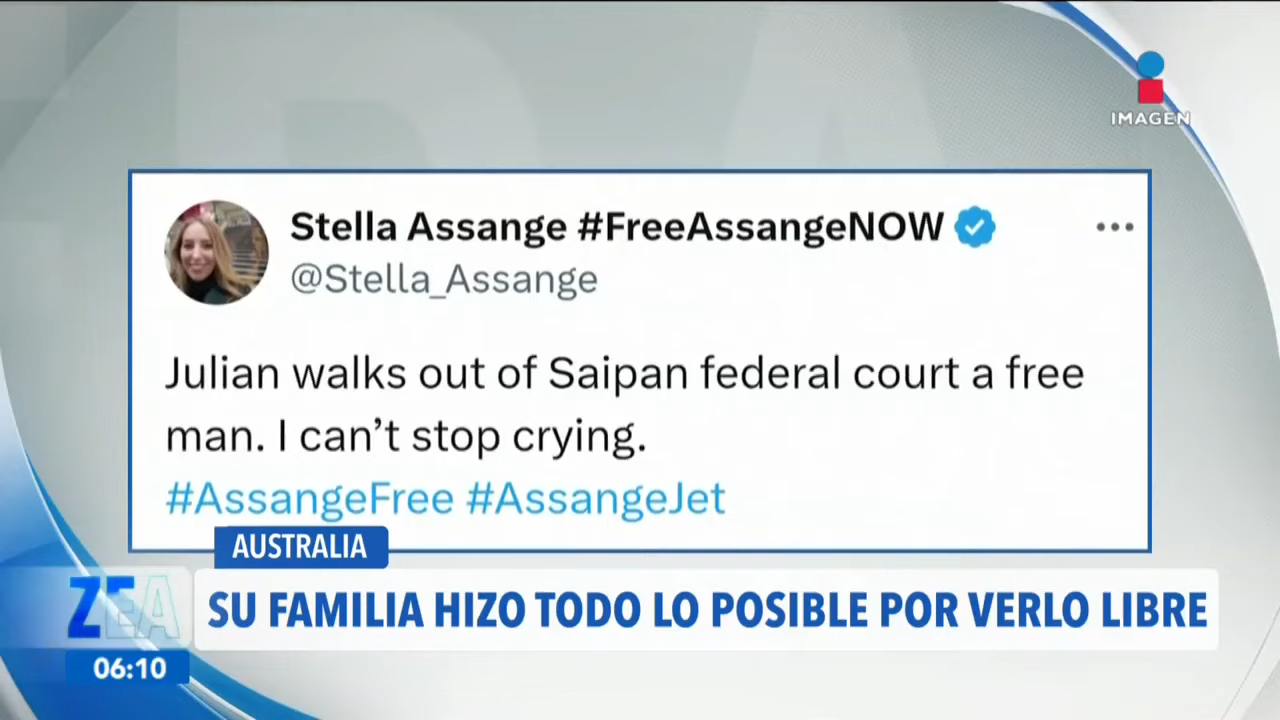 IMAGEN
Stella Assange #FreeAssangeNOW
@Stella_Assange
Julian walks out of Saipan federal court a free
man. I can’t stop crying.
#AssangeFree #AssangeJet
AUSTRALIA
ZEA
SU FAMILIA HIZO TODO LO POSIBLE POR VERLO LIBRE
06:10